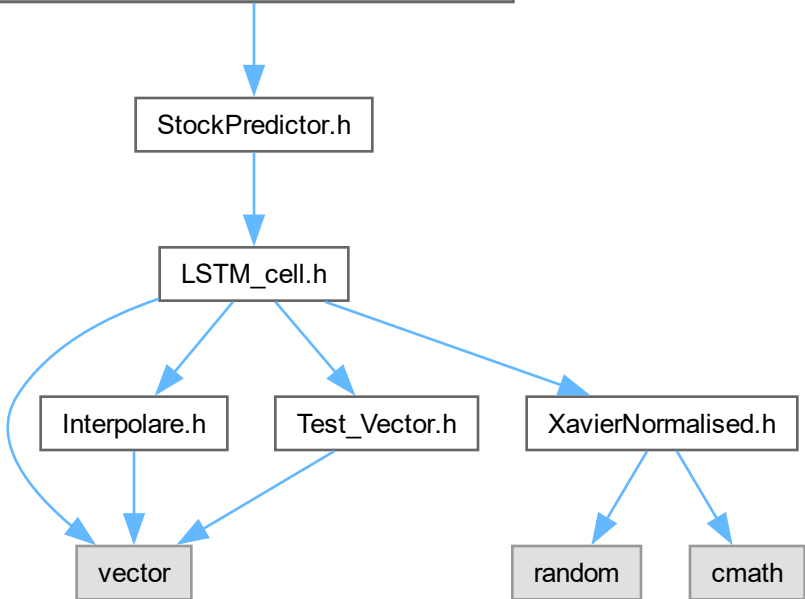 StockPredictor.h
LSTM_cell.h
Interpolare.h
Test_Vector.h
XavierNormalised.h
vector
random
cmath